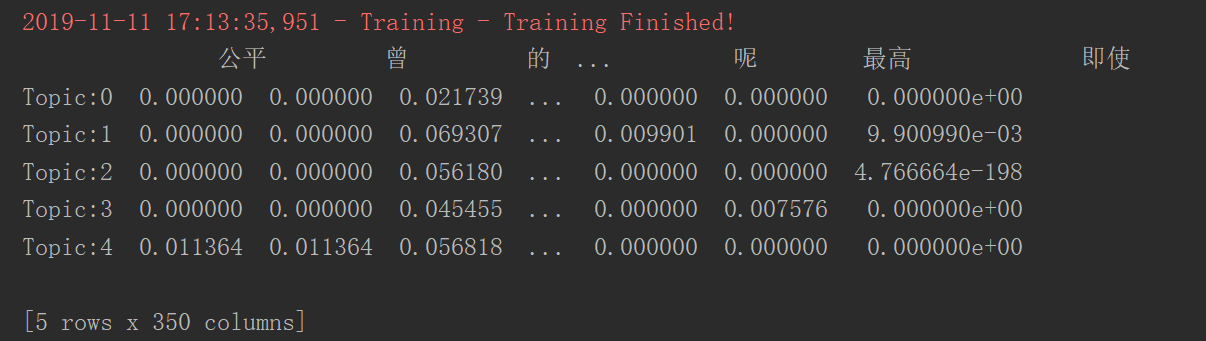 2019-11-11 17:13:35,951 - Training - Training Finished!
公平 曾 的 ... 呢 最高 即使
Topic:0 0.000000 0.000000 0.021739 ... 0.000000 0.000000 0.000000e+00
Topic:1 0.000000 0.000000 0.069307 ... 0.009901 0.000000 9.900990e-03
Topic:2 0.000000 0.000000 0.056180 ... 0.000000 0.000000 4.766664e-198
Topic:3 0.000000 0.000000 0.045455 ... 0.000000 0.007576 0.000000e+00
Topic:4 0.011364 0.011364 0.056818 ... 0.000000 0.000000 0.000000e+00
[5 rows x 350 columns]